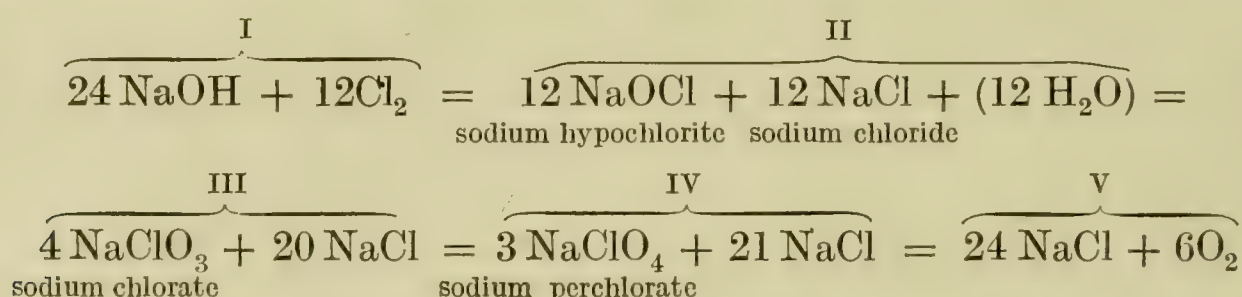 I II
24 NaOH + 12Cl₂ = 12 NaOCl + 12 NaCl + (12 H₂O) =
sodium hypochlorite sodium chloride
III IV V
4 NaClO₃ + 20 NaCl = 3 NaClO₄ + 21 NaCl = 24 NaCl + 6O₂
sodium chlorate sodium perchlorate